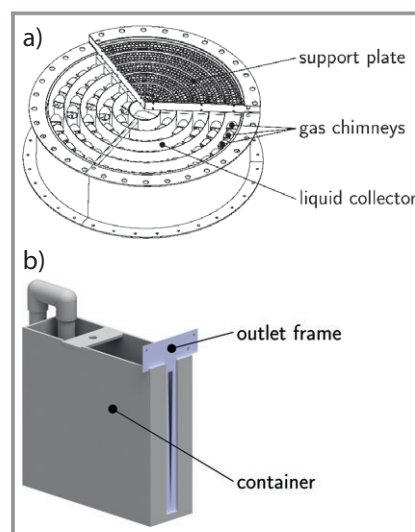 a)
support plate
gas chimneys
liquid collector
b)
outlet frame
container